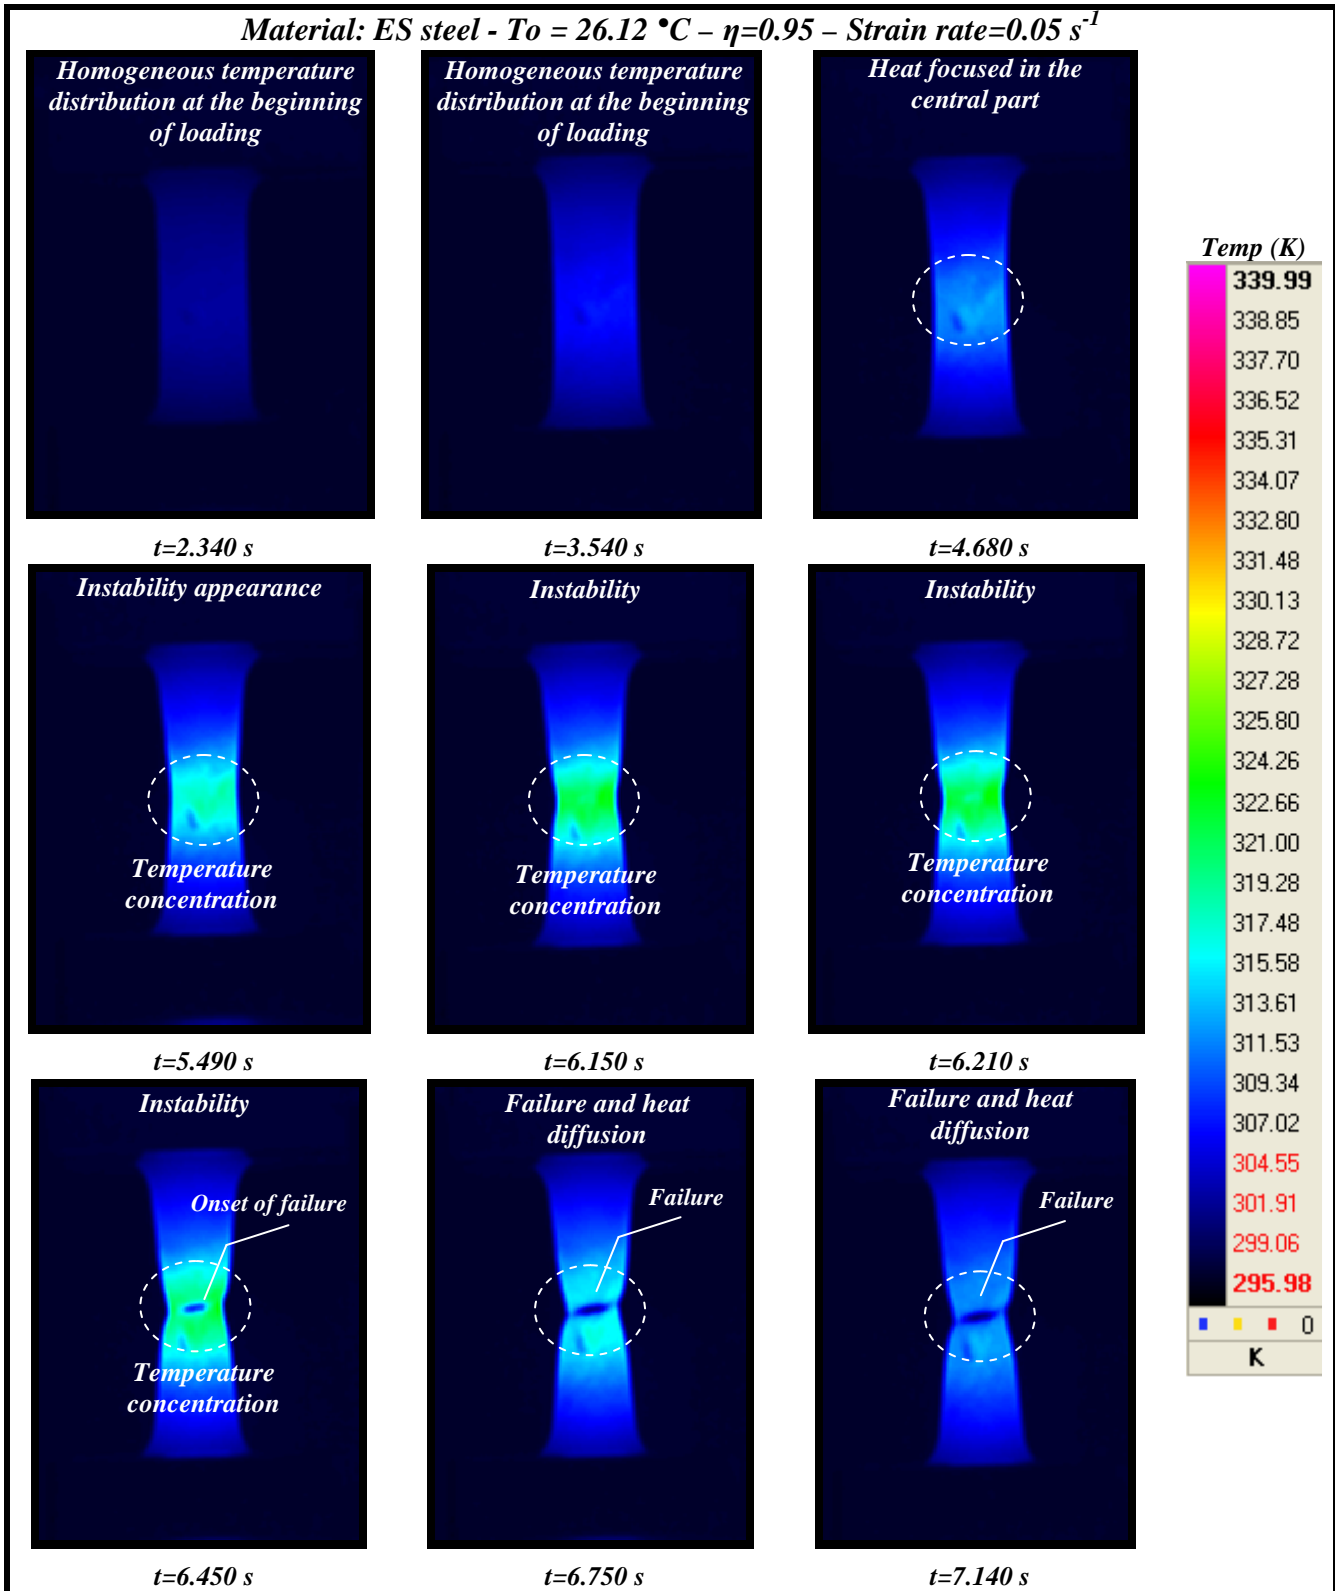 Material: ES steel - To = 26.12 °C – η=0.95 – Strain rate=0.05 s⁻¹
Homogeneous temperature
distribution at the beginning
of loading
Homogeneous temperature
distribution at the beginning
of loading
Heat focused in the
central part
t=2.340 s
t=3.540 s
t=4.680 s
Instability appearance
Temperature
concentration
Instability
Temperature
concentration
Instability
Temperature
concentration
t=5.490 s
t=6.150 s
t=6.210 s
Instability
Onset of failure
Temperature
concentration
Failure and heat
diffusion
Failure
Failure and heat
diffusion
Failure
t=6.450 s
t=6.750 s
t=7.140 s
Temp (K)
339.99
338.85
337.70
336.52
335.31
334.07
332.80
331.48
330.13
328.72
327.28
325.80
324.26
322.66
321.00
319.28
317.48
315.58
313.61
311.53
309.34
307.02
304.55
301.91
299.06
295.98
0
K